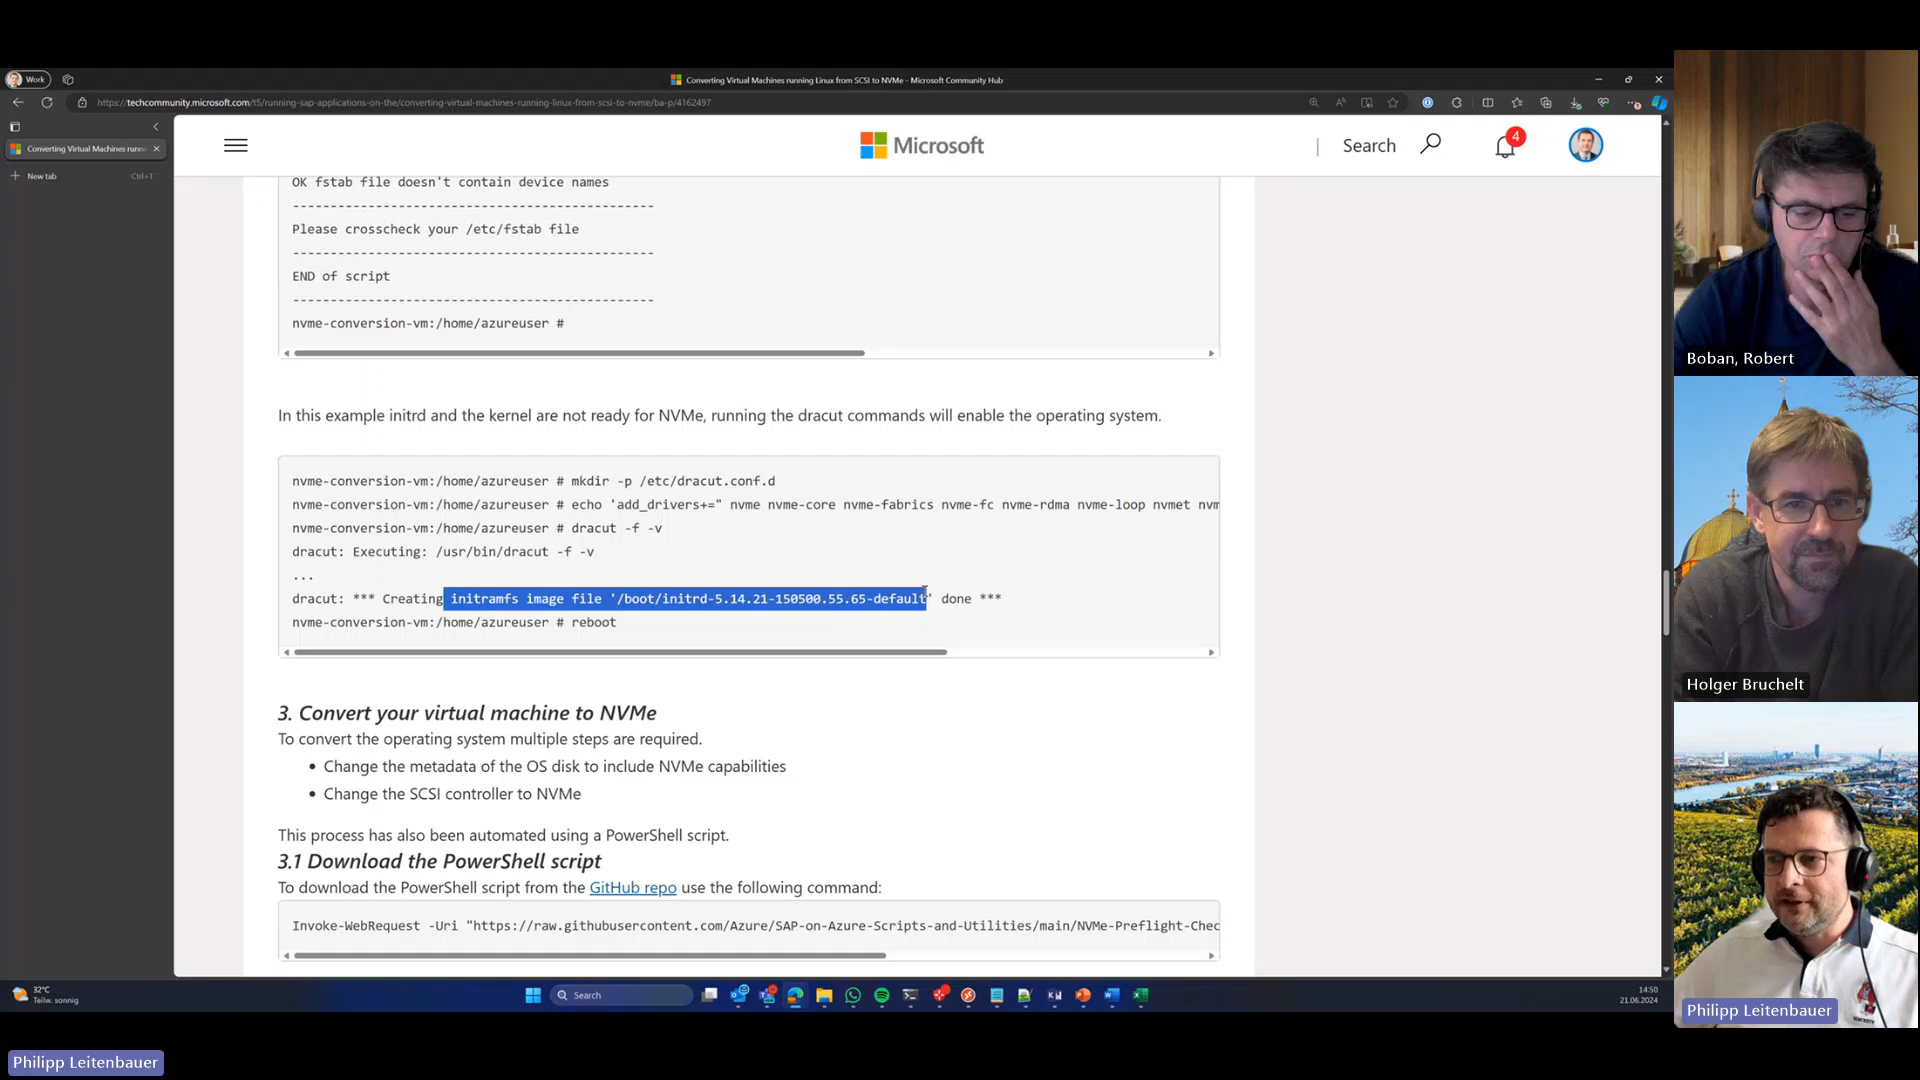 Work
Converting Virtual Machines running Linux from SCSI to NVMe - Microsoft Community Hub
https://techcommunity.microsoft.com/t5/running-sap-applications-on-the/converting-virtual-machines-running-linux-from-scsi-to-nvme/ba-p/4162497
Converting Virtual Machines runni
New tab
Ctrl+T
Microsoft
Search
4
OK fstab file doesn't contain device names
------------------------------------------------
Please crosscheck your /etc/fstab file
------------------------------------------------
END of script
------------------------------------------------
nvme-conversion-vm:/home/azureuser #
In this example initrd and the kernel are not ready for NVMe, running the dracut commands will enable the operating system.
nvme-conversion-vm:/home/azureuser # mkdir -p /etc/dracut.conf.d
nvme-conversion-vm:/home/azureuser # echo 'add_drivers+=" nvme nvme-core nvme-fabrics nvme-fc nvme-rdma nvme-loop nvmet nvm
nvme-conversion-vm:/home/azureuser # dracut -f -v
dracut: Executing: /usr/bin/dracut -f -v
...
dracut: *** Creating initramfs image file '/boot/initrd-5.14.21-150500.55.65-default' done ***
nvme-conversion-vm:/home/azureuser # reboot
3. Convert your virtual machine to NVMe
To convert the operating system multiple steps are required.
• Change the metadata of the OS disk to include NVMe capabilities
• Change the SCSI controller to NVMe
This process has also been automated using a PowerShell script.
3.1 Download the PowerShell script
To download the PowerShell script from the GitHub repo use the following command:
Invoke-WebRequest -Uri "https://raw.githubusercontent.com/Azure/SAP-on-Azure-Scripts-and-Utilities/main/NVMe-Preflight-Chec
32°C
Teilw. sonnig
Search
14:50
21.06.2024
Boban, Robert
Holger Bruchelt
Philipp Leitenbauer
Philipp Leitenbauer